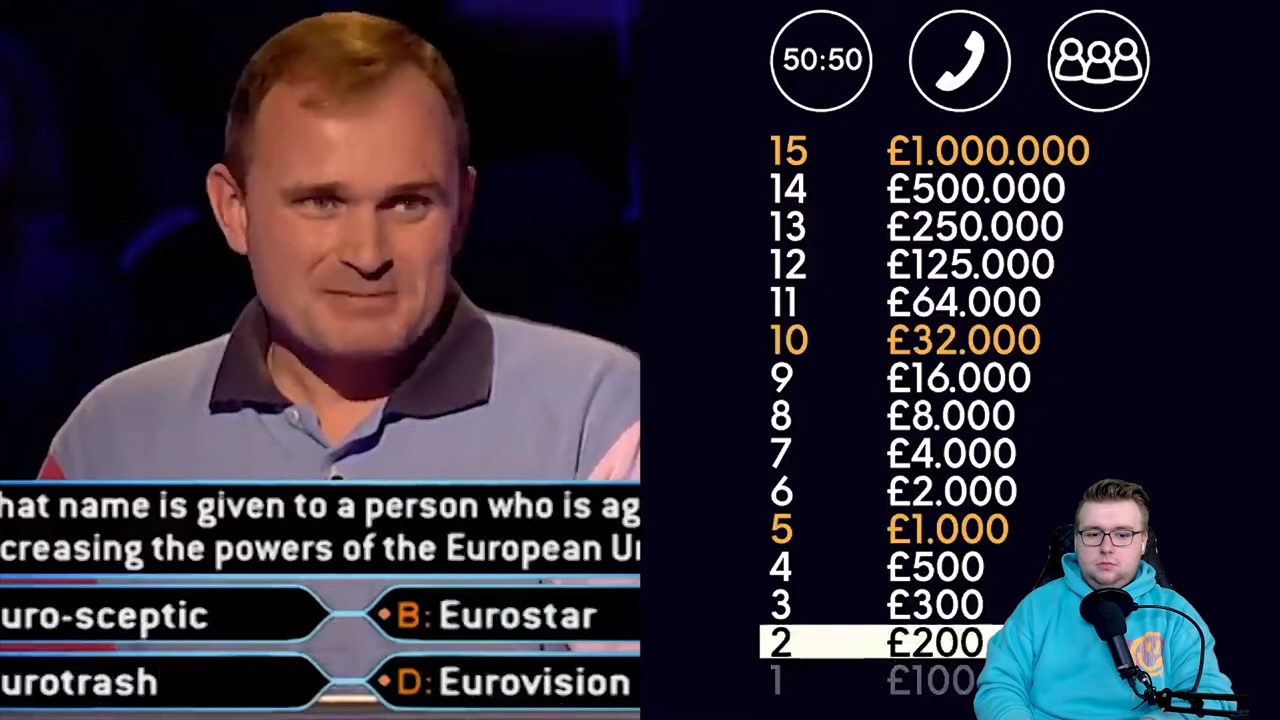 hat name is given to a person who is ag
creasing the powers of the European Un
uro-sceptic
B: Eurostar
urotrash
D: Eurovision
50:50
15 £1.000.000
14 £500.000
13 £250.000
12 £125.000
11 £64.000
10 £32.000
9 £16.000
8 £8.000
7 £4.000
6 £2.000
5 £1.000
4 £500
3 £300
2 £200
1 £100